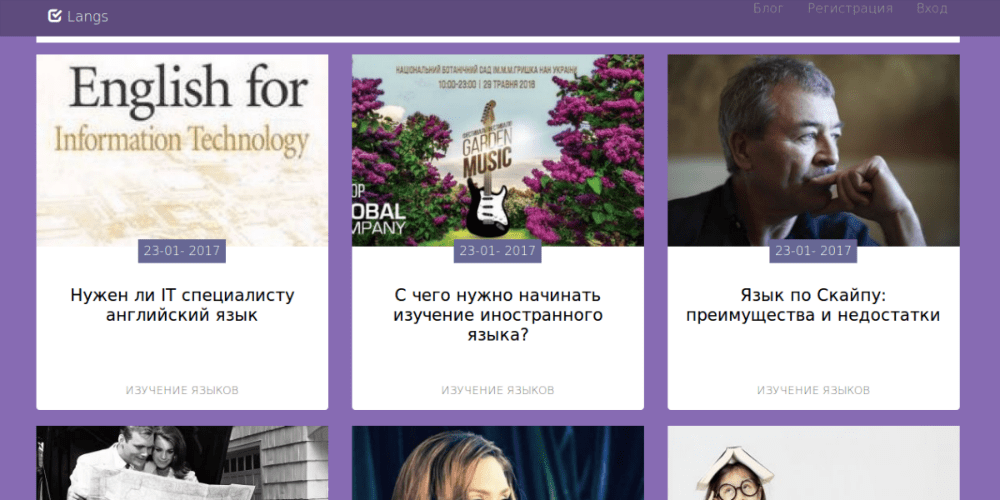 Langs
Блог Регистрация Вход
English for
Information Technology
НАЦІОНАЛЬНИЙ БОТАНІЧНИЙ САД ІМ.М.М.ГРИШКА НАН УКРАЇНИ
10:00-23:00 | 29 ТРАВНЯ 2016
GARDEN
MUSIC
OP
OBAL
MPANY
23-01- 2017
23-01- 2017
23-01- 2017
Нужен ли IT специалисту
английский язык
С чего нужно начинать
изучение иностранного
языка?
Язык по Скайпу:
преимущества и недостатки
ИЗУЧЕНИЕ ЯЗЫКОВ
ИЗУЧЕНИЕ ЯЗЫКОВ
ИЗУЧЕНИЕ ЯЗЫКОВ